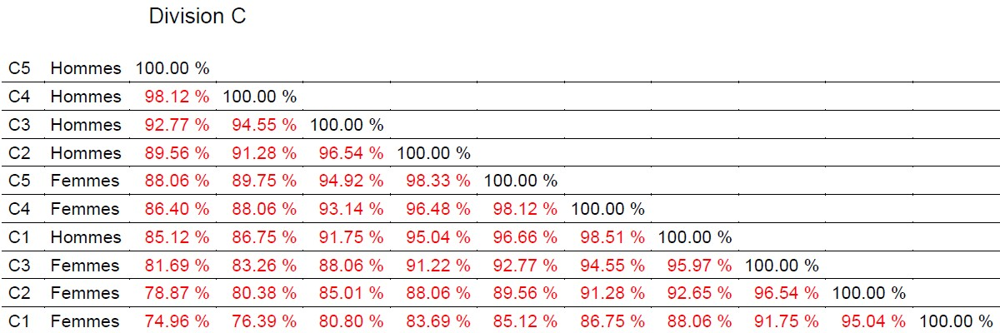 Division C
C5 Hommes 100.00 %
C4 Hommes 98.12 % 100.00 %
C3 Hommes 92.77 % 94.55 % 100.00 %
C2 Hommes 89.56 % 91.28 % 96.54 % 100.00 %
C5 Femmes 88.06 % 89.75 % 94.92 % 98.33 % 100.00 %
C4 Femmes 86.40 % 88.06 % 93.14 % 96.48 % 98.12 % 100.00 %
C1 Hommes 85.12 % 86.75 % 91.75 % 95.04 % 96.66 % 98.51 % 100.00 %
C3 Femmes 81.69 % 83.26 % 88.06 % 91.22 % 92.77 % 94.55 % 95.97 % 100.00 %
C2 Femmes 78.87 % 80.38 % 85.01 % 88.06 % 89.56 % 91.28 % 92.65 % 96.54 % 100.00 %
C1 Femmes 74.96 % 76.39 % 80.80 % 83.69 % 85.12 % 86.75 % 88.06 % 91.75 % 95.04 % 100.00 %